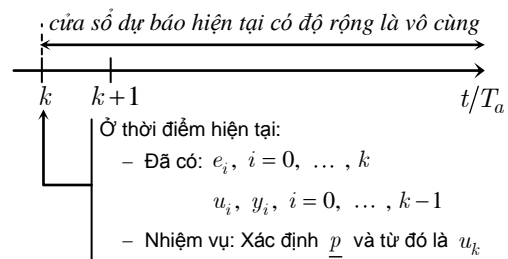 cửa sổ dự báo hiện tại có độ rộng là vô cùng
k k+1 t/T_a
Ở thời điểm hiện tại:
– Đã có: e_i, i=0, … , k
u_i, y_i, i=0, … , k−1
– Nhiệm vụ: Xác định p và từ đó là u_k